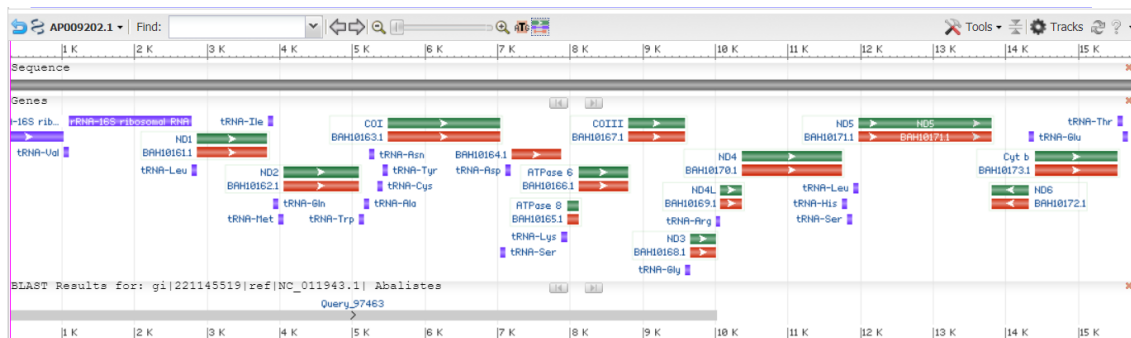 AP009202.1 Find: Tools Tracks ?
1 K 2 K 3 K 4 K 5 K 6 K 7 K 8 K 9 K 10 K 11 K 12 K 13 K 14 K 15 K
Sequence
Genes
-16S rib... rRNA-16S ribosomal RNA tRNA-Ile COI COIII ND5 ND5 tRNA-Thr
ND1 BAH10163.1 BAH10167.1 BAH10171.1 BAH10171.1 tRNA-Glu
tRNA-Val BAH10161.1 tRNA-Asn BAH10164.1 ND4 Cyt b
tRNA-Leu ND2 tRNA-Tyr tRNA-Asp ATPase 6 BAH10170.1 BAH10173.1
BAH10162.1 tRNA-Cys BAH10166.1 ND4L tRNA-Leu ND6
tRNA-Gln tRNA-Ala ATPase 8 BAH10169.1 tRNA-His BAH10172.1
tRNA-Met tRNA-Trp BAH10165.1 tRNA-Arg tRNA-Ser
tRNA-Lys ND3
tRNA-Ser BAH10168.1
tRNA-Gly
BLAST Results for: gi|221145519|ref|NC_011943.1| Abalistes
Query_97463
1 K 2 K 3 K 4 K 5 K 6 K 7 K 8 K 9 K 10 K 11 K 12 K 13 K 14 K 15 K